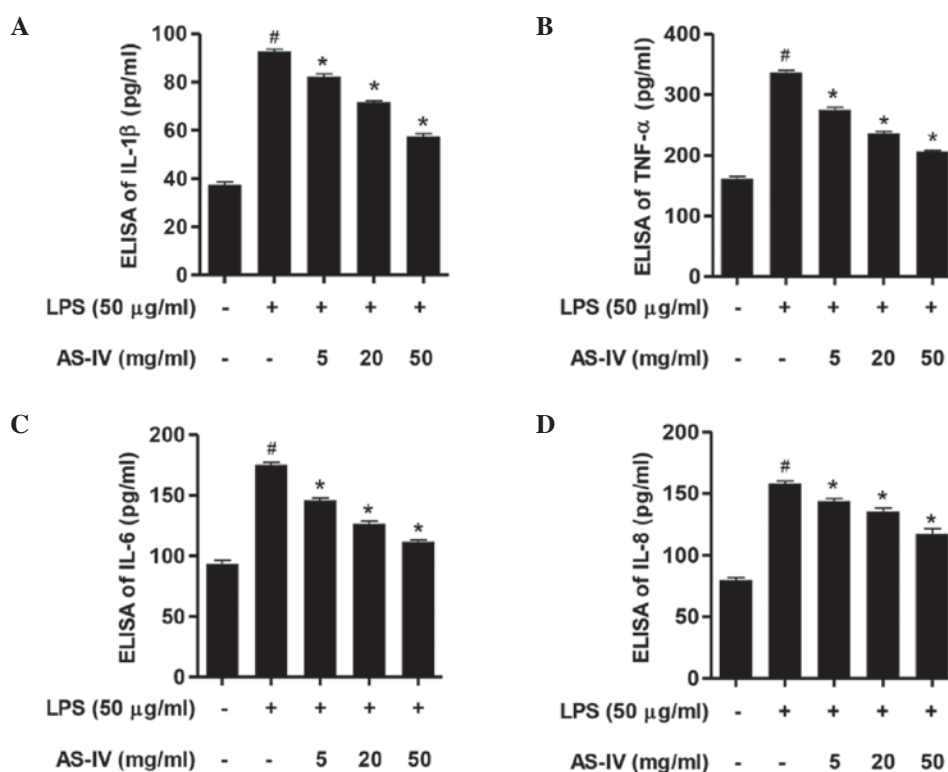 A
ELISA of IL-1β (pg/ml)
100
80
60
40
20
0
#
*
*
*
LPS (50 μg/ml) - + + + +
AS-IV (mg/ml) - - 5 20 50
B
ELISA of TNF-α (pg/ml)
400
300
200
100
0
#
*
*
*
LPS (50 μg/ml) - + + + +
AS-IV (mg/ml) - - 5 20 50
C
ELISA of IL-6 (pg/ml)
200
150
100
50
0
#
*
*
*
LPS (50 μg/ml) - + + + +
AS-IV (mg/ml) - - 5 20 50
D
ELISA of IL-8 (pg/ml)
200
150
100
50
0
#
*
*
*
LPS (50 μg/ml) - + + + +
AS-IV (mg/ml) - - 5 20 50